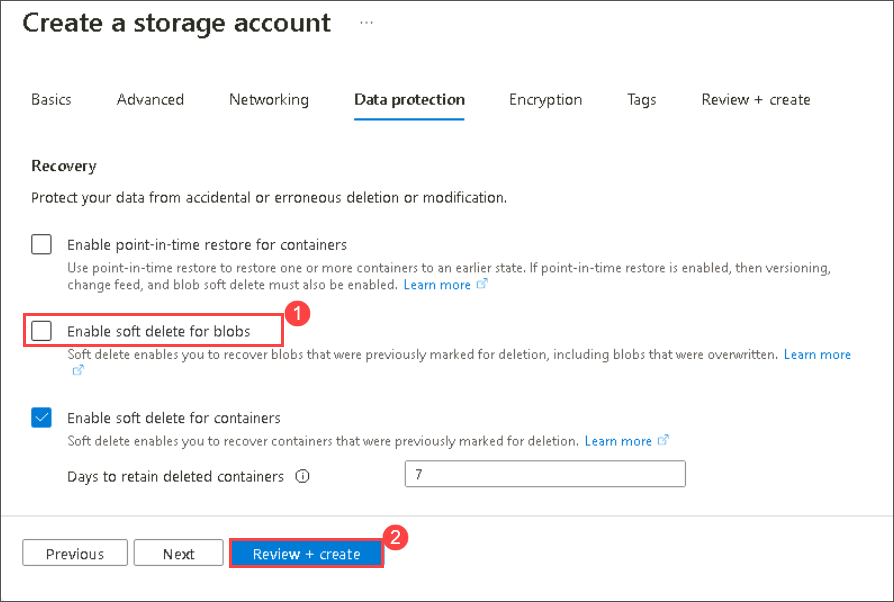 Create a storage account ...
Basics Advanced Networking Data protection Encryption Tags Review + create
Recovery
Protect your data from accidental or erroneous deletion or modification.
Enable point-in-time restore for containers
Use point-in-time restore to restore one or more containers to an earlier state. If point-in-time restore is enabled, then versioning,
change feed, and blob soft delete must also be enabled. Learn more
1
Enable soft delete for blobs
Soft delete enables you to recover blobs that were previously marked for deletion, including blobs that were overwritten. Learn more
Enable soft delete for containers
Soft delete enables you to recover containers that were previously marked for deletion. Learn more
Days to retain deleted containers 7
2
Previous Next Review + create